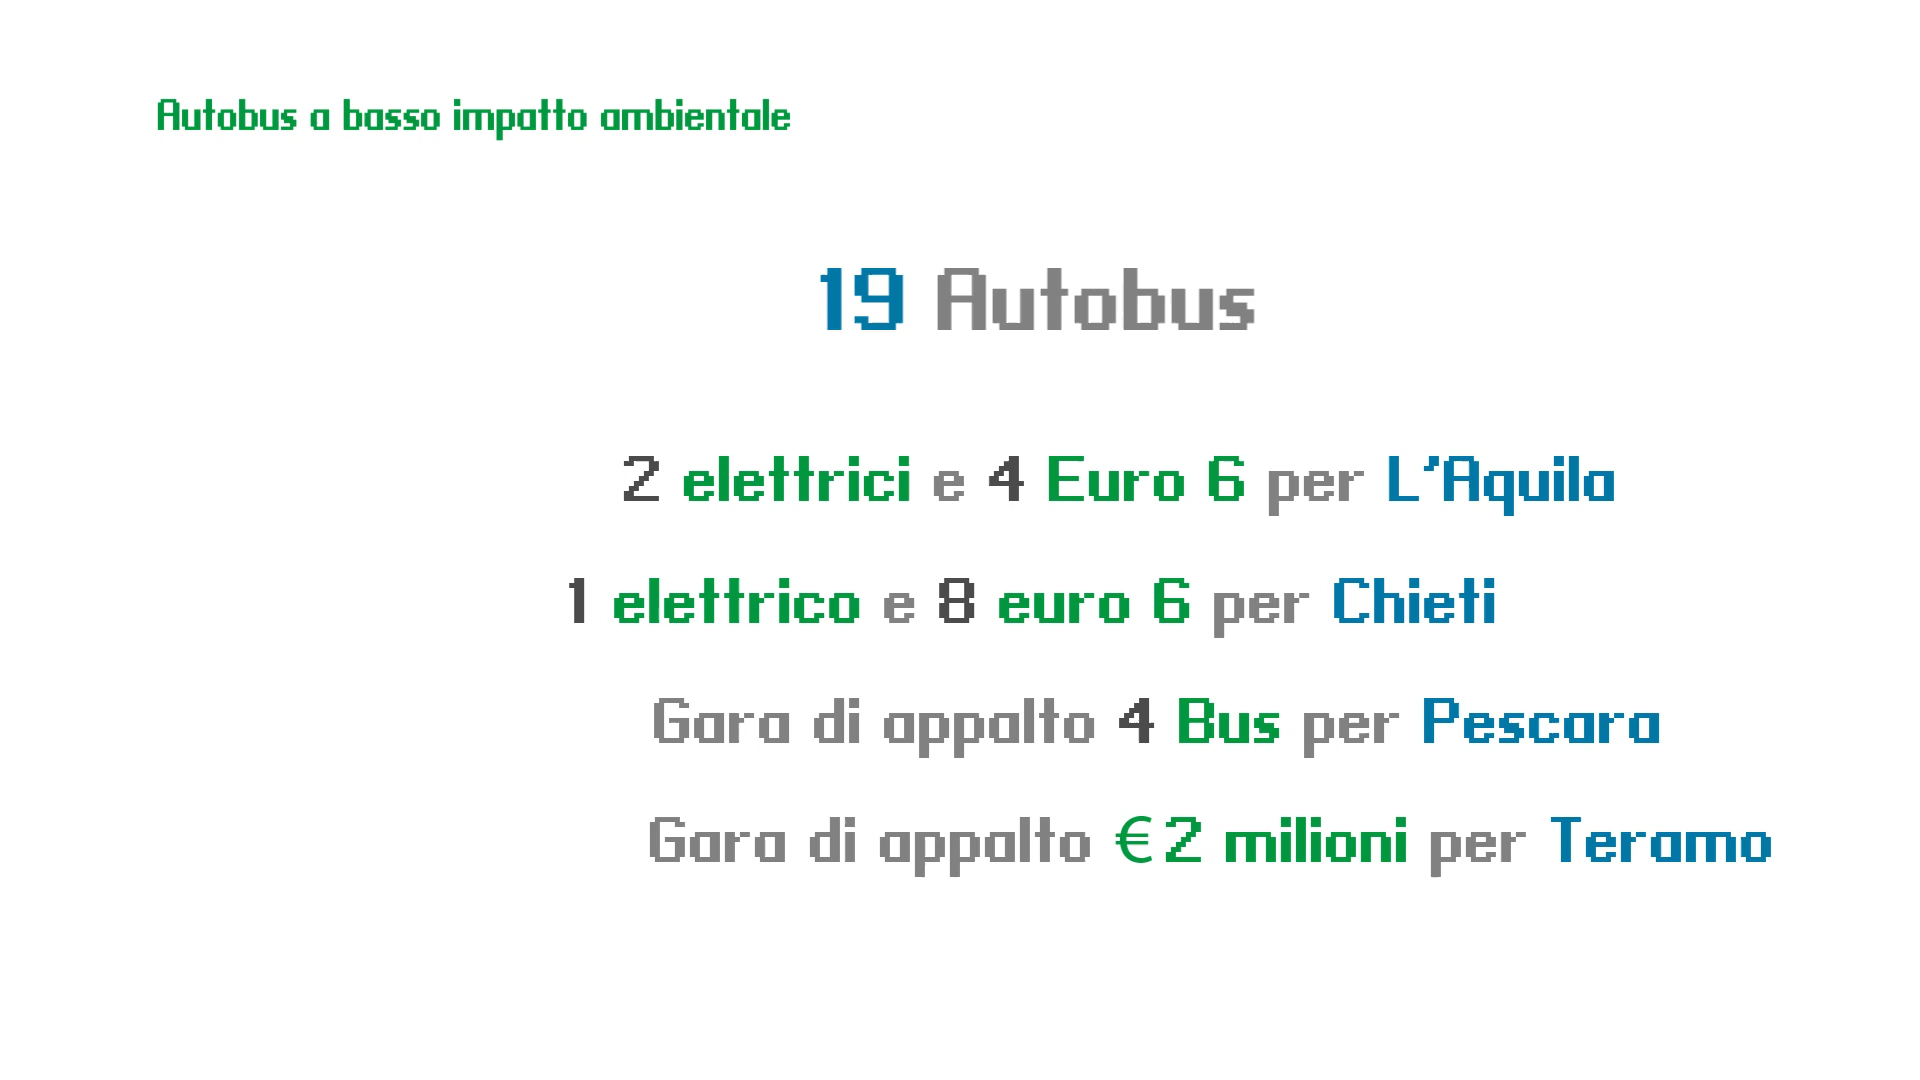 Autobus a basso impatto ambientale
19 Autobus
2 elettrici e 4 Euro 6 per L'Aquila
1 elettrico e 8 euro 6 per Chieti
Gara di appalto 4 Bus per Pescara
Gara di appalto €2 milioni per Teramo